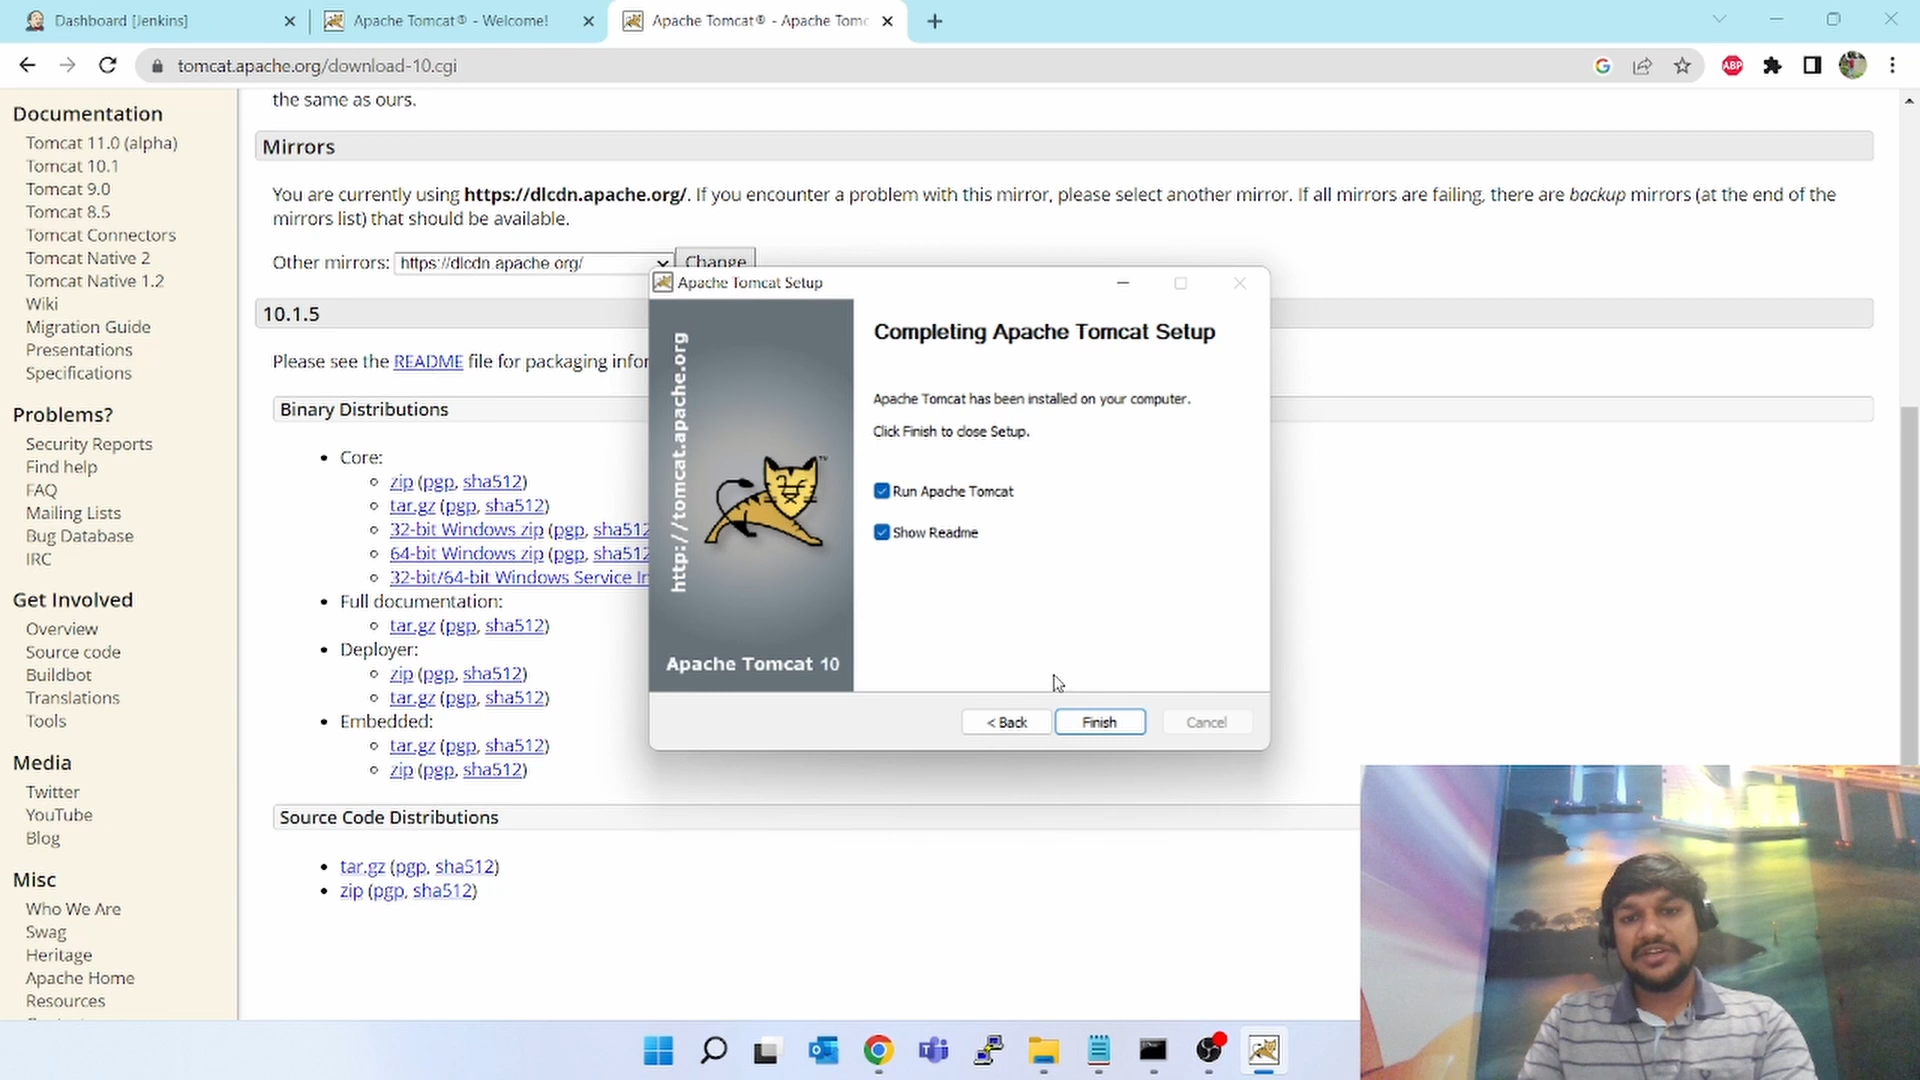 Dashboard [Jenkins]
Apache Tomcat® - Welcome!
Apache Tomcat® - Apache Tomc
tomcat.apache.org/download-10.cgi
ABP
Documentation
Tomcat 11.0 (alpha)
Tomcat 10.1
Tomcat 9.0
Tomcat 8.5
Tomcat Connectors
Tomcat Native 2
Tomcat Native 1.2
Wiki
Migration Guide
Presentations
Specifications
Problems?
Security Reports
Find help
FAQ
Mailing Lists
Bug Database
IRC
Get Involved
Overview
Source code
Buildbot
Translations
Tools
Media
Twitter
YouTube
Blog
Misc
Who We Are
Swag
Heritage
Apache Home
Resources
the same as ours.
Mirrors
You are currently using https://dlcdn.apache.org/. If you encounter a problem with this mirror, please select another mirror. If all mirrors are failing, there are backup mirrors (at the end of the
mirrors list) that should be available.
Other mirrors: https://dlcdn.apache.org/ Change
10.1.5
Please see the README file for packaging infor
Binary Distributions
Core:
zip (pgp, sha512)
tar.gz (pgp, sha512)
32-bit Windows zip (pgp, sha512
64-bit Windows zip (pgp, sha512
32-bit/64-bit Windows Service In
Full documentation:
tar.gz (pgp, sha512)
Deployer:
zip (pgp, sha512)
tar.gz (pgp, sha512)
Embedded:
tar.gz (pgp, sha512)
zip (pgp, sha512)
Source Code Distributions
tar.gz (pgp, sha512)
zip (pgp, sha512)
Apache Tomcat Setup
http://tomcat.apache.org
TM
Apache Tomcat 10
Completing Apache Tomcat Setup
Apache Tomcat has been installed on your computer.
Click Finish to close Setup.
Run Apache Tomcat
Show Readme
< Back
Finish
Cancel